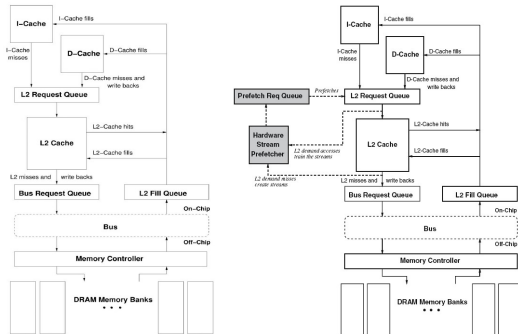 I−Cache
I−Cache fills
I−Cache
misses
D−Cache
D−Cache fills
D−Cache misses and
write backs
L2 Request Queue
L2 Cache
L2−Cache hits
L2−Cache fills
L2 misses and write backs
Bus Request Queue
L2 Fill Queue
On−Chip
Bus
Off−Chip
Memory Controller
DRAM Memory Banks
I-Cache
I-Cache fills
I-Cache
misses
D-Cache
D-Cache fills
D-Cache misses and
write backs
Prefetch Req Queue
Prefetches
L2 Request Queue
Hardware
Stream
Prefetcher
L2 demand accesses
train the streams
L2 Cache
L2-Cache hits
L2-Cache fills
L2 demand misses
create streams
L2 misses and write backs
Bus Request Queue
L2 Fill Queue
On-Chip
Bus
Off-Chip
Memory Controller
DRAM Memory Banks